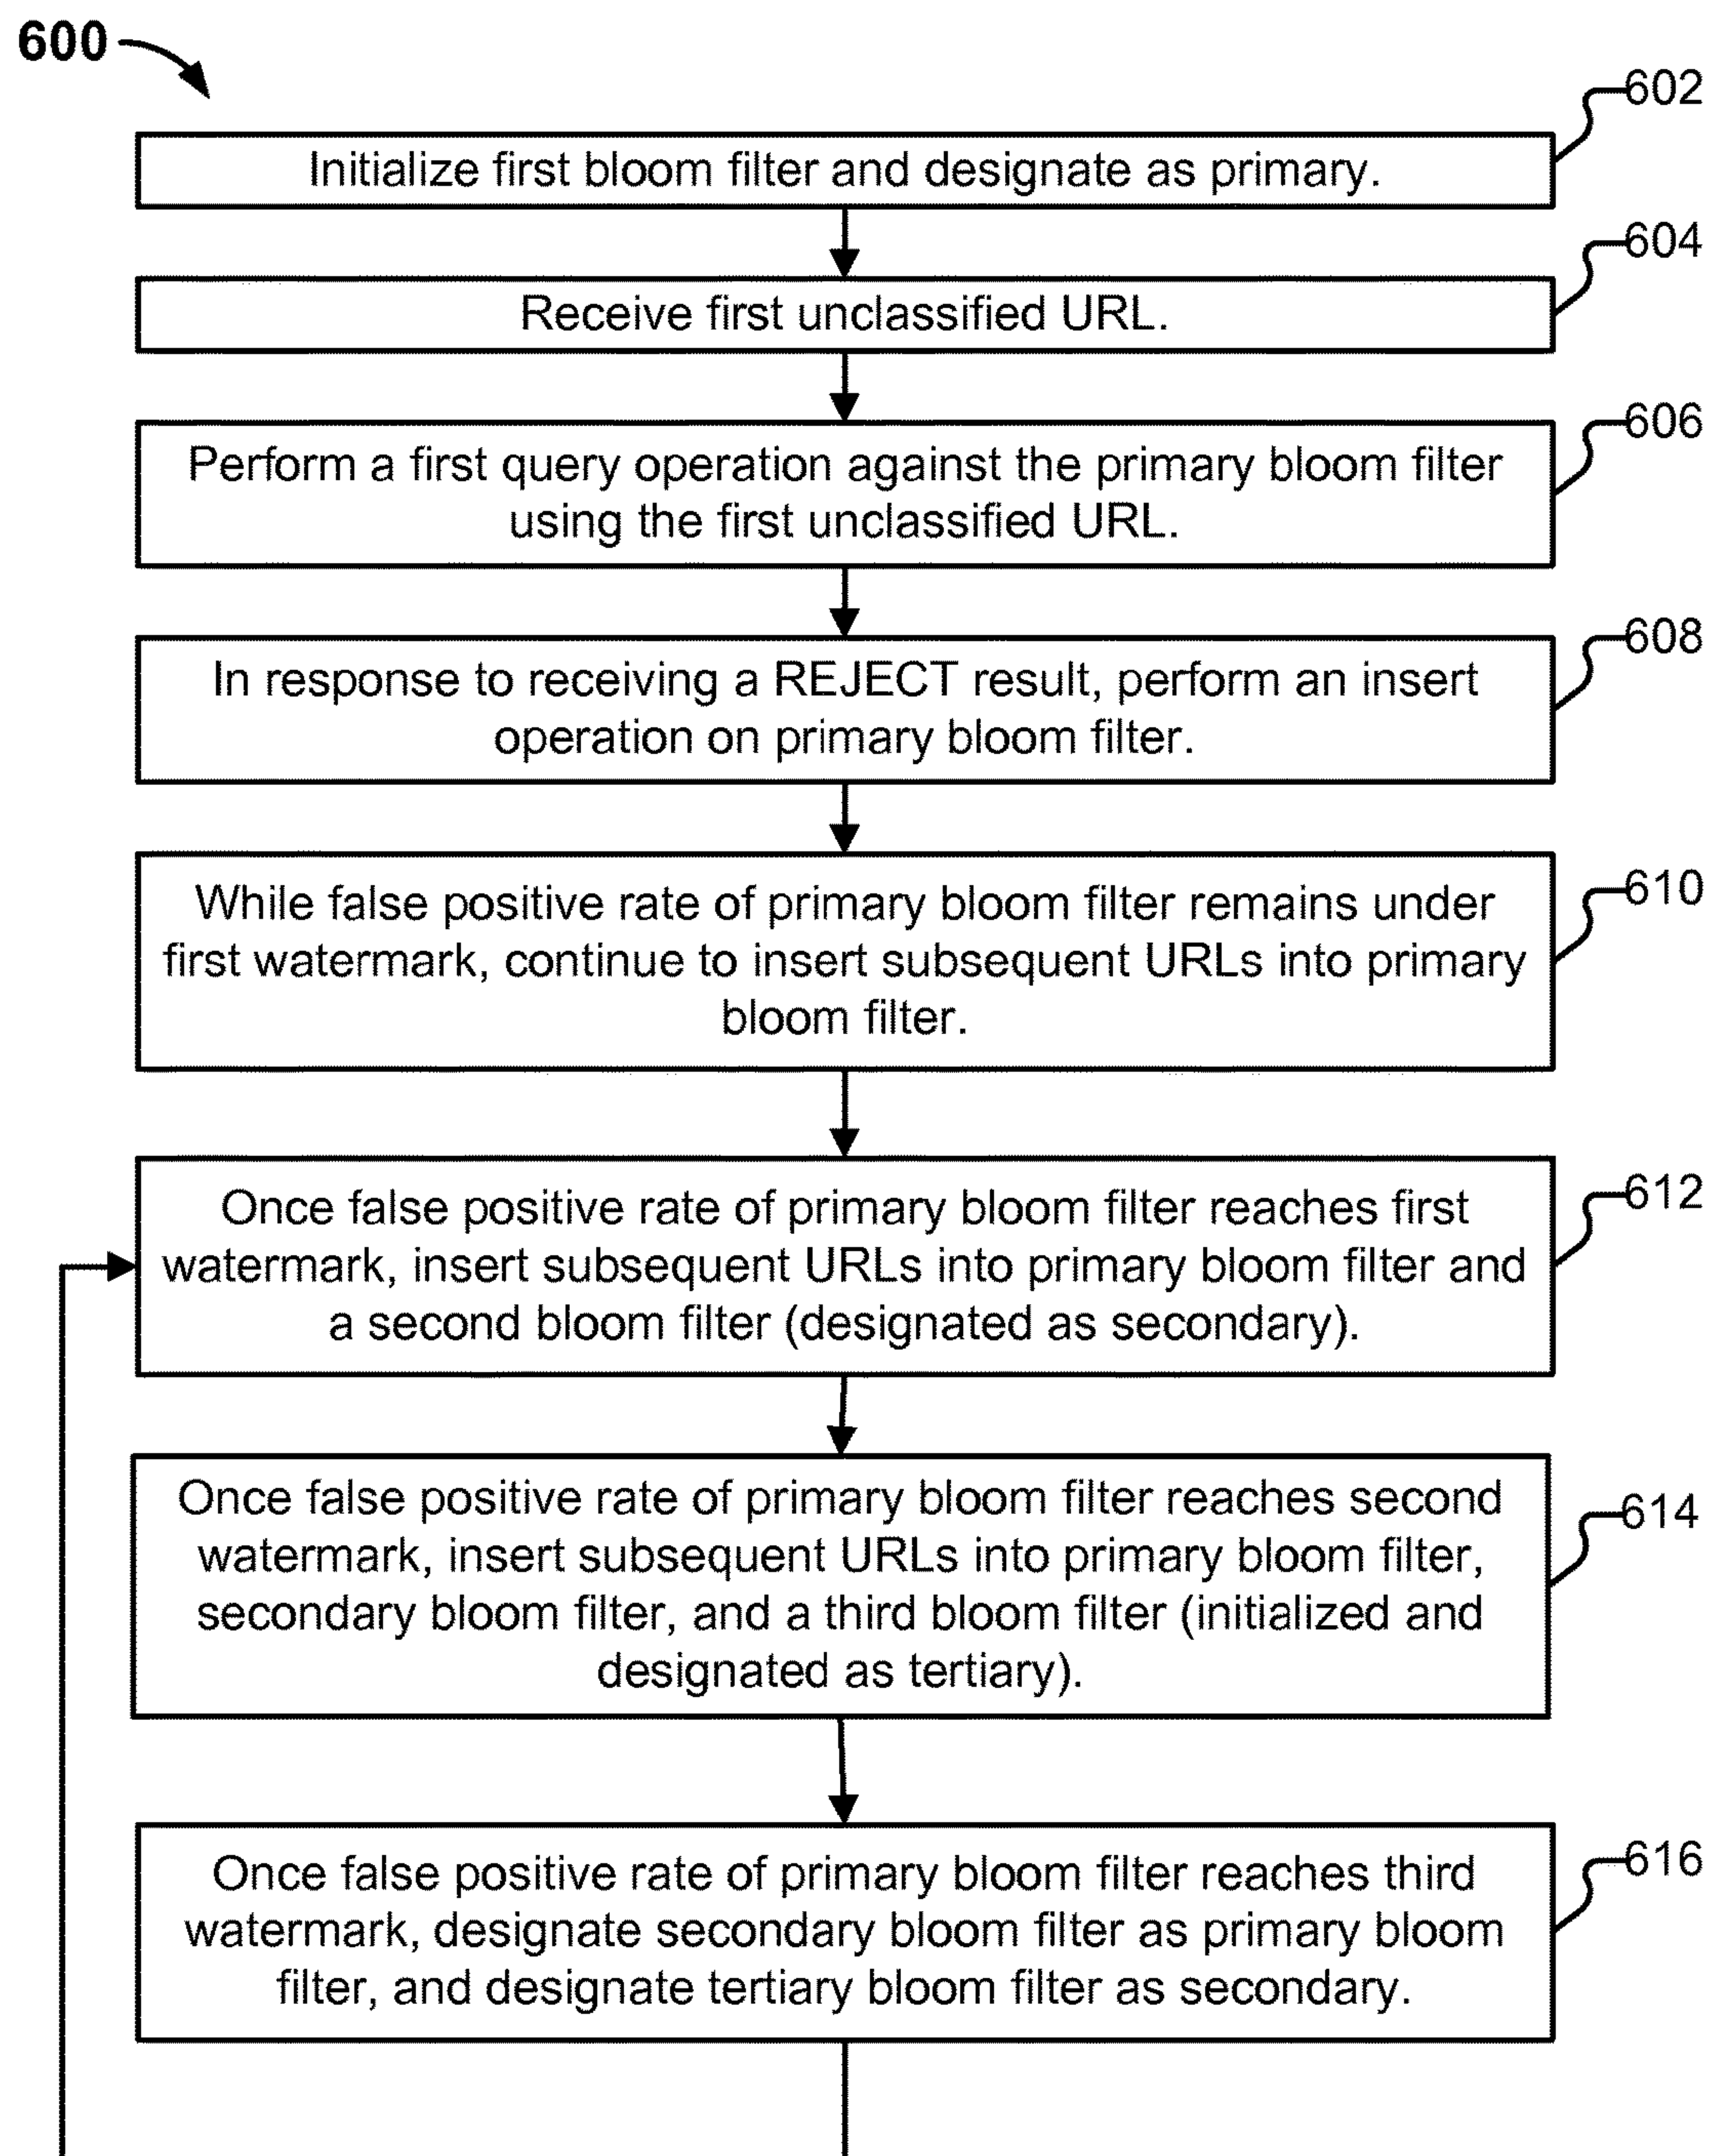 600
602
Initialize first bloom filter and designate as primary.
604
Receive first unclassified URL.
606
Perform a first query operation against the primary bloom filter
using the first unclassified URL.
608
In response to receiving a REJECT result, perform an insert
operation on primary bloom filter.
610
While false positive rate of primary bloom filter remains under
first watermark, continue to insert subsequent URLs into primary
bloom filter.
612
Once false positive rate of primary bloom filter reaches first
watermark, insert subsequent URLs into primary bloom filter and
a second bloom filter (designated as secondary).
614
Once false positive rate of primary bloom filter reaches second
watermark, insert subsequent URLs into primary bloom filter,
secondary bloom filter, and a third bloom filter (initialized and
designated as tertiary).
616
Once false positive rate of primary bloom filter reaches third
watermark, designate secondary bloom filter as primary bloom
filter, and designate tertiary bloom filter as secondary.